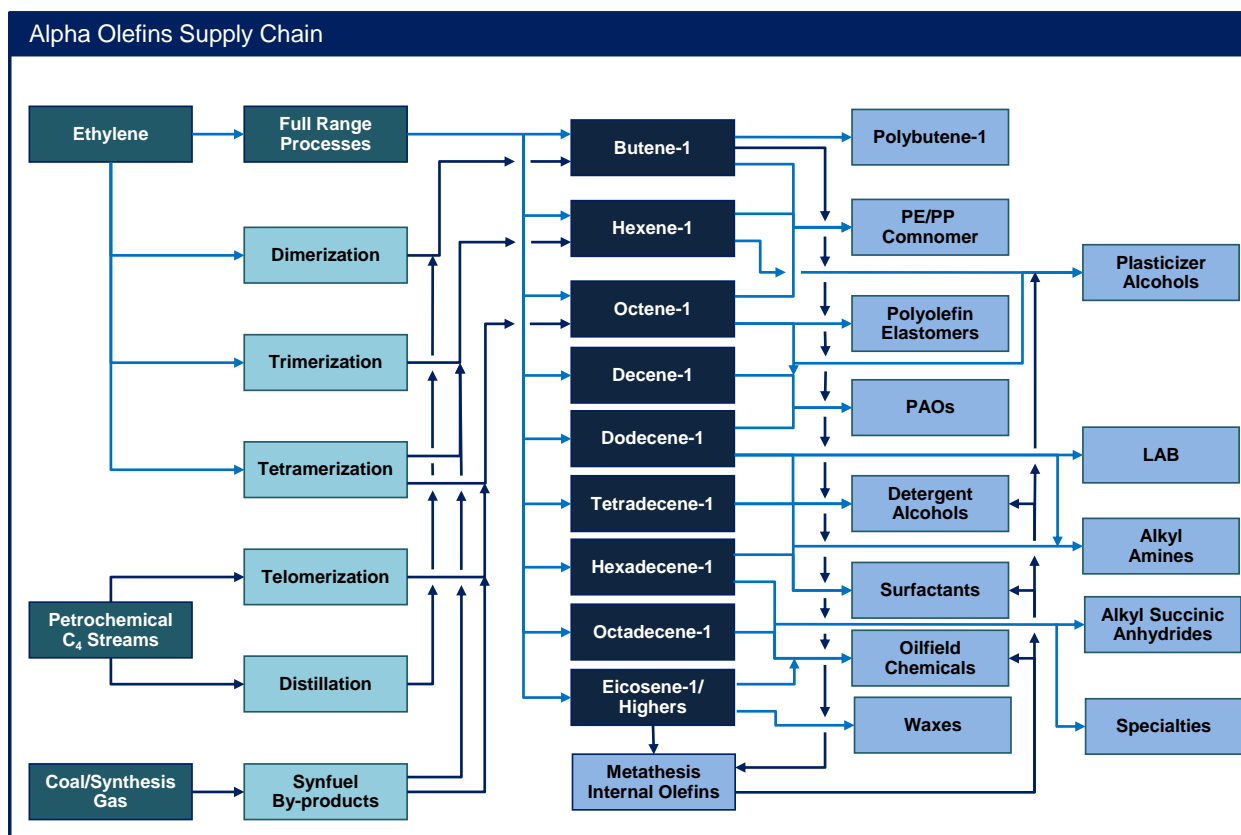 Alpha Olefins Supply Chain
Ethylene
Full Range
Processes
Butene-1
Polybutene-1
Hexene-1
PE/PP
Comnomer
Dimerization
Plasticizer
Alcohols
Octene-1
Polyolefin
Elastomers
Trimerization
Decene-1
PAOs
Dodecene-1
Tetramerization
LAB
Tetradecene-1
Detergent
Alcohols
Alkyl
Amines
Telomerization
Hexadecene-1
Surfactants
Petrochemical
C₄ Streams
Octadecene-1
Alkyl Succinic
Anhydrides
Oilfield
Chemicals
Distillation
Eicosene-1/
Highers
Waxes
Specialties
Coal/Synthesis
Gas
Synfuel
By-products
Metathesis
Internal Olefins